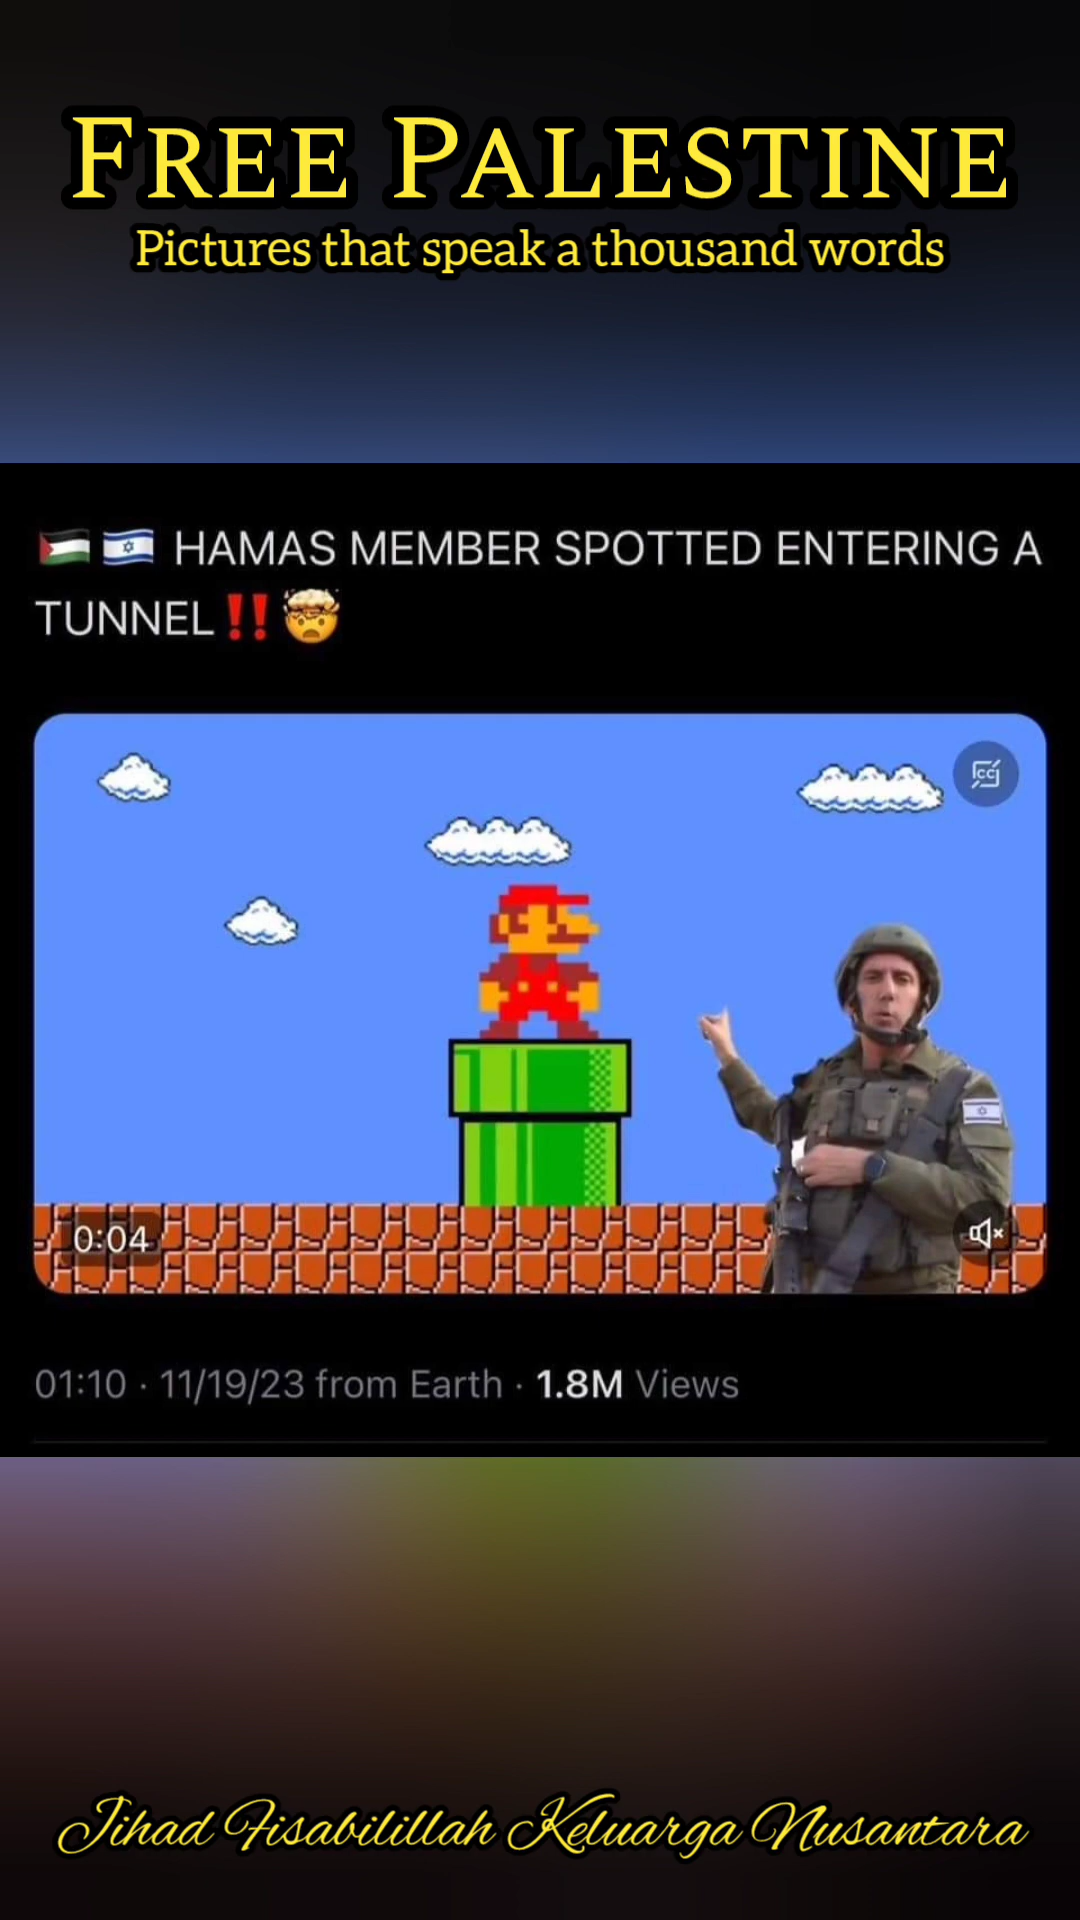 FREE PALESTINE
Pictures that speak a thousand words
🇵🇸 🇮🇱 HAMAS MEMBER SPOTTED ENTERING A
TUNNEL‼️🤯
CC
0:04
01:10 · 11/19/23 from Earth · 1.8M Views
Jihad Fisabilillah Keluarga Nusantara